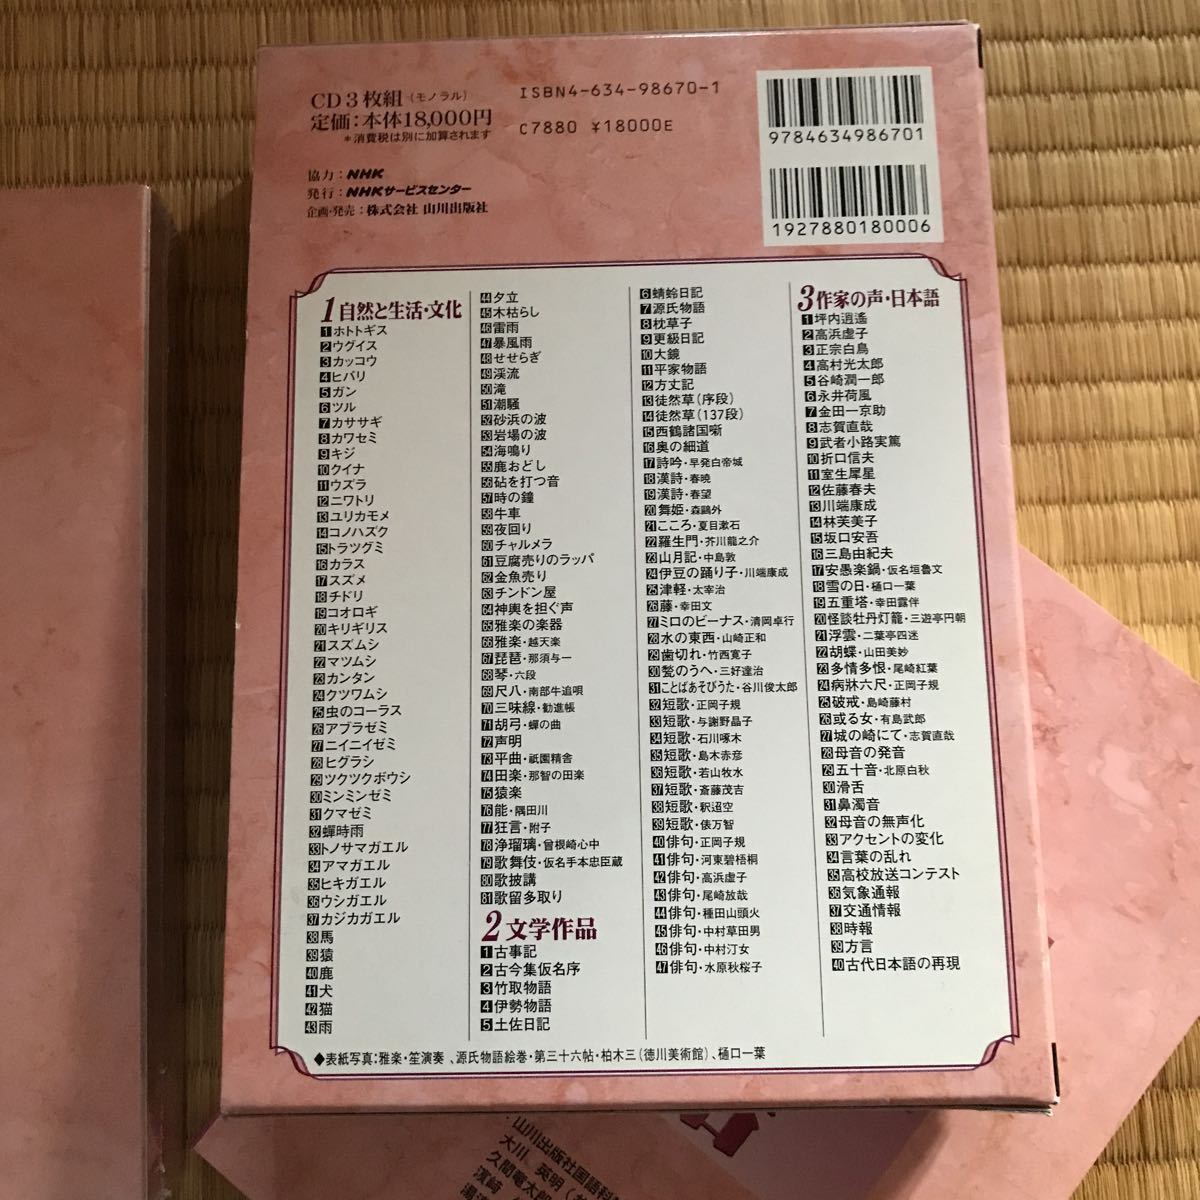 CD3枚組(モノラル)
定価:本体18,000円
*消費税は別に加算されます
ISBN4-634-98670-1
C7880 ¥18000E
9784634986701
1927880180006
協力:NHK
発行:NHKサービスセンター
企画・発売:株式会社 山川出版社
1自然と生活・文化
1ホトトギス
2ウグイス
3カッコウ
4ヒバリ
5ガン
6ツル
7カササギ
8カワセミ
9キジ
10クイナ
11ウズラ
12ニワトリ
13ユリカモメ
14コノハズク
15トラツグミ
16カラス
17スズメ
18チドリ
19コオロギ
20キリギリス
21スズムシ
22マツムシ
23カンタン
24クツワムシ
25虫のコーラス
26アブラゼミ
27ニイニイゼミ
28ヒグラシ
29ツクツクボウシ
30ミンミンゼミ
31クマゼミ
32蟬時雨
33トノサマガエル
34アマガエル
35ヒキガエル
36ウシガエル
37カジカガエル
38馬
39猿
40鹿
41犬
42猫
43雨
44夕立
45木枯らし
46雷雨
47暴風雨
48せせらぎ
49渓流
50滝
51潮騒
52砂浜の波
53岩場の波
54海鳴り
55鹿おどし
56砧を打つ音
57時の鐘
58牛車
59夜回り
60チャルメラ
61豆腐売りのラッパ
62金魚売り
63チンドン屋
64神輿を担ぐ声
65雅楽の楽器
66雅楽・越天楽
67琵琶・那須与一
68琴・六段
69尺八・南部牛追唄
70三味線・勧進帳
71胡弓・蟬の曲
72声明
73平曲・祇園精舎
74田楽・那智の田楽
75猿楽
76能・隅田川
77狂言・附子
78浄瑠璃・曾根崎心中
79歌舞伎・仮名手本忠臣蔵
80歌披講
81歌留多取り
2文学作品
1古事記
2古今集仮名序
3竹取物語
4伊勢物語
5土佐日記
6蜻蛉日記
7源氏物語
8枕草子
9更級日記
10大鏡
11平家物語
12方丈記
13徒然草(序段)
14徒然草(137段)
15西鶴諸国噺
16奥の細道
17詩吟・早発白帝城
18漢詩・春暁
19漢詩・春望
20舞姫・森鷗外
21こころ・夏目漱石
22羅生門・芥川龍之介
23山月記・中島敦
24伊豆の踊り子・川端康成
25津軽・太宰治
26藤・幸田文
27ミロのビーナス・清岡卓行
28水の東西・山崎正和
29歯切れ・竹西寛子
30甃のうへ・三好達治
31ことばあそびうた・谷川俊太郎
32短歌・正岡子規
33短歌・与謝野晶子
34短歌・石川啄木
35短歌・島木赤彦
36短歌・若山牧水
37短歌・斎藤茂吉
38短歌・釈迢空
39短歌・俵万智
40俳句・正岡子規
41俳句・河東碧梧桐
42俳句・高浜虚子
43俳句・尾崎放哉
44俳句・種田山頭火
45俳句・中村草田男
46俳句・中村汀女
47俳句・水原秋桜子
3作家の声・日本語
1坪内逍遙
2高浜虚子
3正宗白鳥
4高村光太郎
5谷崎潤一郎
6永井荷風
7金田一京助
8志賀直哉
9武者小路実篤
10折口信夫
11室生犀星
12佐藤春夫
13川端康成
14林芙美子
15坂口安吾
16三島由紀夫
17安愚楽鍋・仮名垣魯文
18雪の日・樋口一葉
19五重塔・幸田露伴
20怪談牡丹灯籠・三遊亭円朝
21浮雲・二葉亭四迷
22胡蝶・山田美妙
23多情多恨・尾崎紅葉
24病牀六尺・正岡子規
25破戒・島崎藤村
26或る女・有島武郎
27城の崎にて・志賀直哉
28母音の発音
29五十音・北原白秋
30滑舌
31鼻濁音
32母音の無声化
33アクセントの変化
34言葉の乱れ
35高校放送コンテスト
36気象通報
37交通情報
38時報
39方言
40古代日本語の再現
◆表紙写真:雅楽・笙演奏、源氏物語絵巻・第三十六帖・柏木三(徳川美術館)、樋口一葉
山川出版社国語科
大川 英明
久間竜太郎
濱崎